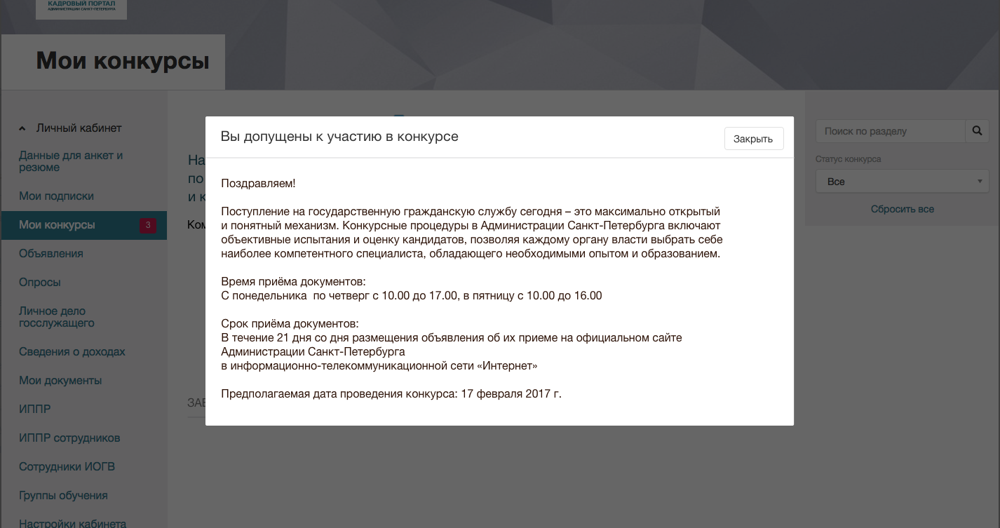 КАДРОВЫЙ ПОРТАЛ
АДМИНИСТРАЦИИ САНКТ-ПЕТЕРБУРГА
Мои конкурсы
Личный кабинет
Данные для анкет и
резюме
Мои подписки
Мои конкурсы 3
Объявления
Опросы
Личное дело
госслужащего
Сведения о доходах
Мои документы
ИППР
ИППР сотрудников
Сотрудники ИОГВ
Группы обучения
Настройки кабинета
На
по
и к
Ком
ЗАВ
Вы допущены к участию в конкурсе
Закрыть
Поздравляем!
Поступление на государственную гражданскую службу сегодня – это максимально открытый
и понятный механизм. Конкурсные процедуры в Администрации Санкт-Петербурга включают
объективные испытания и оценку кандидатов, позволяя каждому органу власти выбрать себе
наиболее компетентного специалиста, обладающего необходимыми опытом и образованием.
Время приёма документов:
С понедельника  по четверг с 10.00 до 17.00, в пятницу с 10.00 до 16.00
Срок приёма документов:
В течение 21 дня со дня размещения объявления об их приеме на официальном сайте
Администрации Санкт-Петербурга
в информационно-телекоммуникационной сети «Интернет»
Предполагаемая дата проведения конкурса: 17 февраля 2017 г.
Поиск по разделу
Статус конкурса
Все
Сбросить все